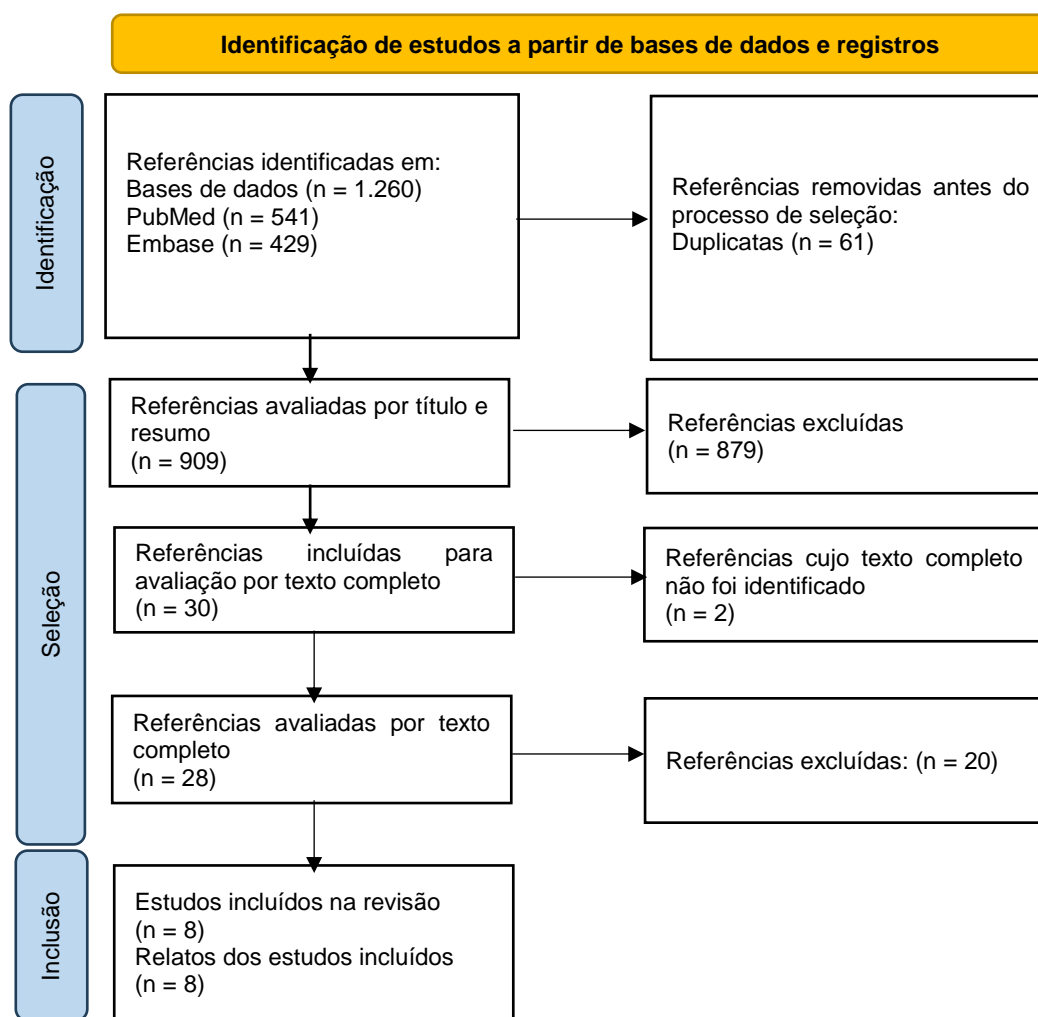 Identificação de estudos a partir de bases de dados e registros
Identificação
Referências identificadas em:
Bases de dados (n = 1.260)
PubMed (n = 541)
Embase (n = 429)
Referências removidas antes do
processo de seleção:
Duplicatas (n = 61)
Seleção
Referências avaliadas por título e
resumo
(n = 909)
Referências excluídas
(n = 879)
Referências incluídas para
avaliação por texto completo
(n = 30)
Referências cujo texto completo
não foi identificado
(n = 2)
Referências avaliadas por texto
completo
(n = 28)
Referências excluídas: (n = 20)
Inclusão
Estudos incluídos na revisão
(n = 8)
Relatos dos estudos incluídos
(n = 8)